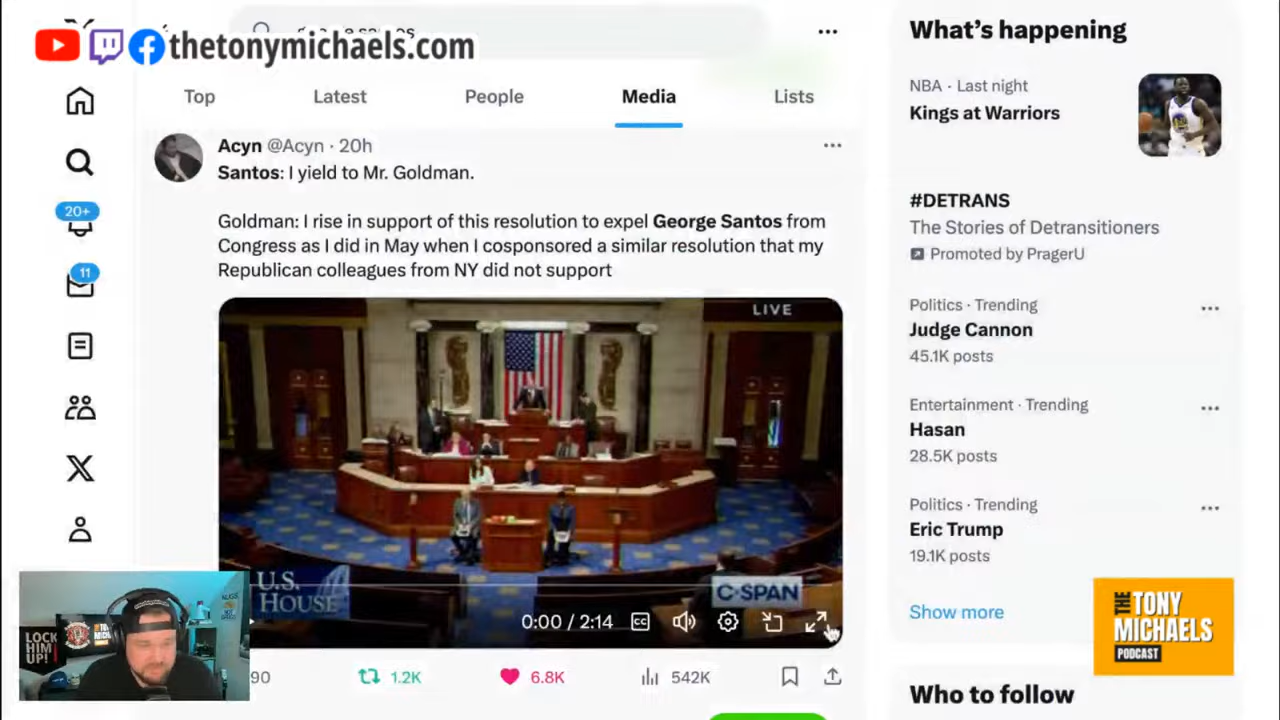 thetonymichaels.com
Top
Latest
People
Media
Lists
20+
11
Acyn @Acyn · 20h
Santos: I yield to Mr. Goldman.
Goldman: I rise in support of this resolution to expel George Santos from
Congress as I did in May when I cosponsored a similar resolution that my
Republican colleagues from NY did not support
LIVE
U.S.
HOUSE
C-SPAN
0:00 / 2:14
CC
90
1.2K
6.8K
542K
LOCK
HIM
UP!
What's happening
NBA · Last night
Kings at Warriors
#DETRANS
The Stories of Detransitioners
Promoted by PragerU
Politics · Trending
Judge Cannon
45.1K posts
Entertainment · Trending
Hasan
28.5K posts
Politics · Trending
Eric Trump
19.1K posts
Show more
THE
TONY
MICHAELS
PODCAST
Who to follow